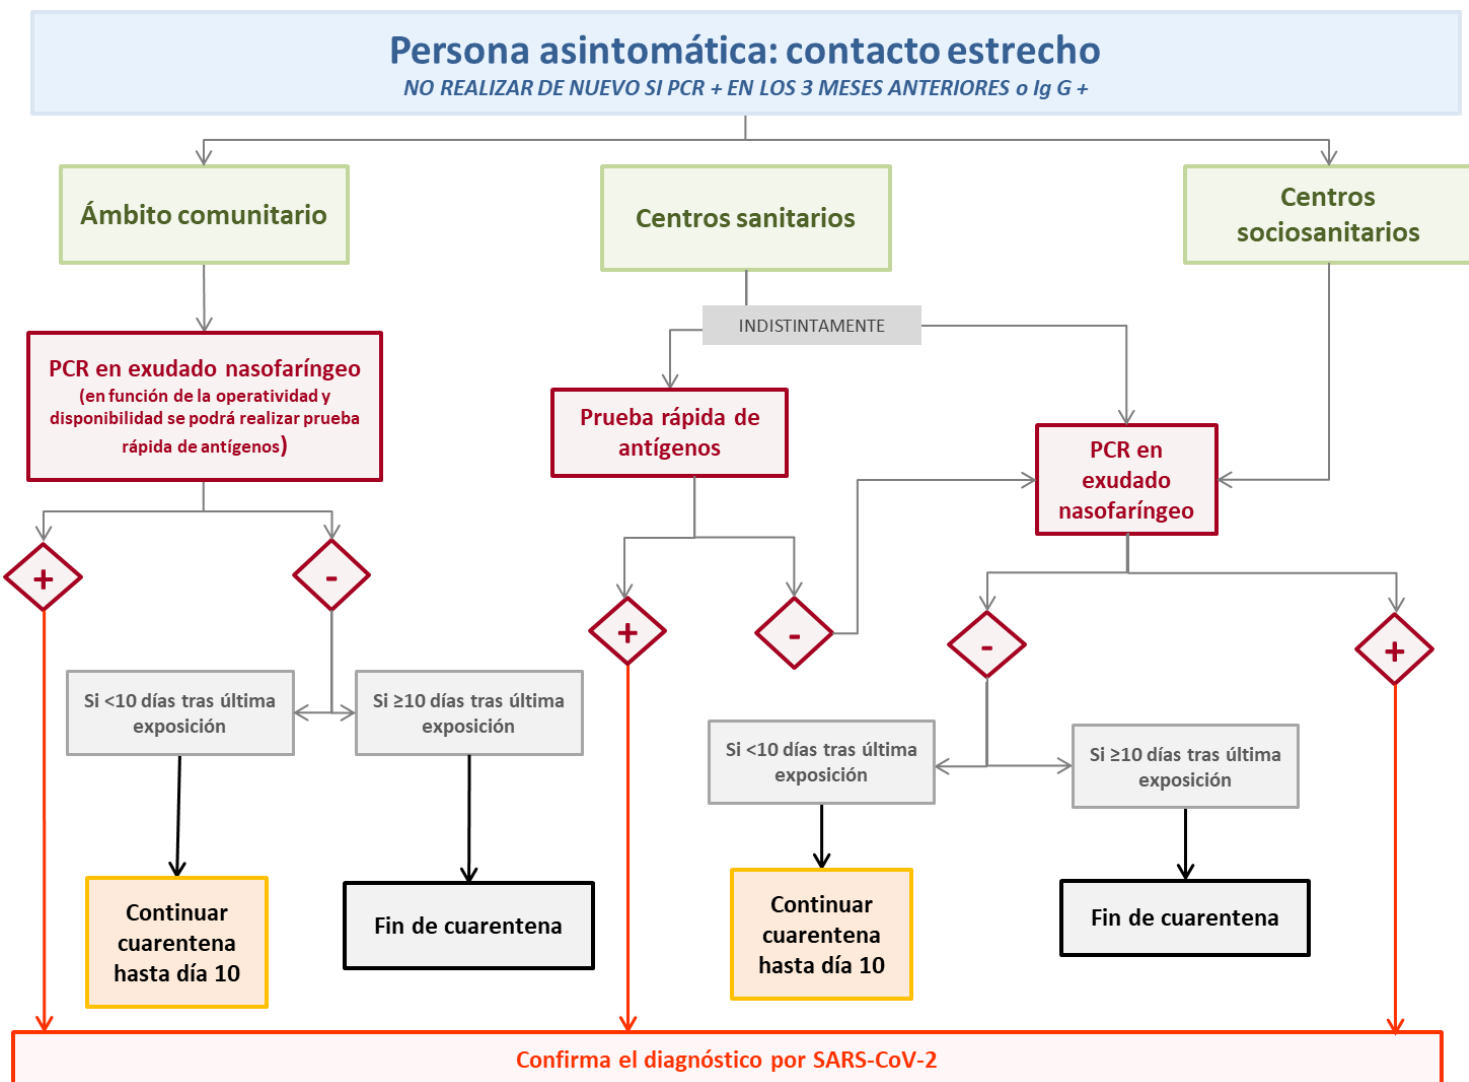 Persona asintomática: contacto estrecho
NO REALIZAR DE NUEVO SI PCR + EN LOS 3 MESES ANTERIORES o Ig G +
Ámbito comunitario
Centros sanitarios
Centros
sociosanitarios
INDISTINTAMENTE
PCR en exudado nasofaríngeo
(en función de la operatividad y
disponibilidad se podrá realizar prueba
rápida de antígenos)
Prueba rápida de
antígenos
PCR en
exudado
nasofaríngeo
+
-
+
-
-
+
Si <10 días tras última
exposición
Si ≥10 días tras última
exposición
Si <10 días tras última
exposición
Si ≥10 días tras última
exposición
Continuar
cuarentena
hasta día 10
Fin de cuarentena
Continuar
cuarentena
hasta día 10
Fin de cuarentena
Confirma el diagnóstico por SARS-CoV-2